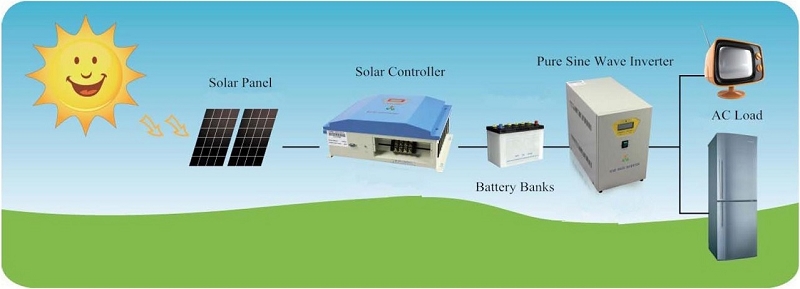 Solar Panel
Solar Controller
Battery Banks
Pure Sine Wave Inverter
AC Load